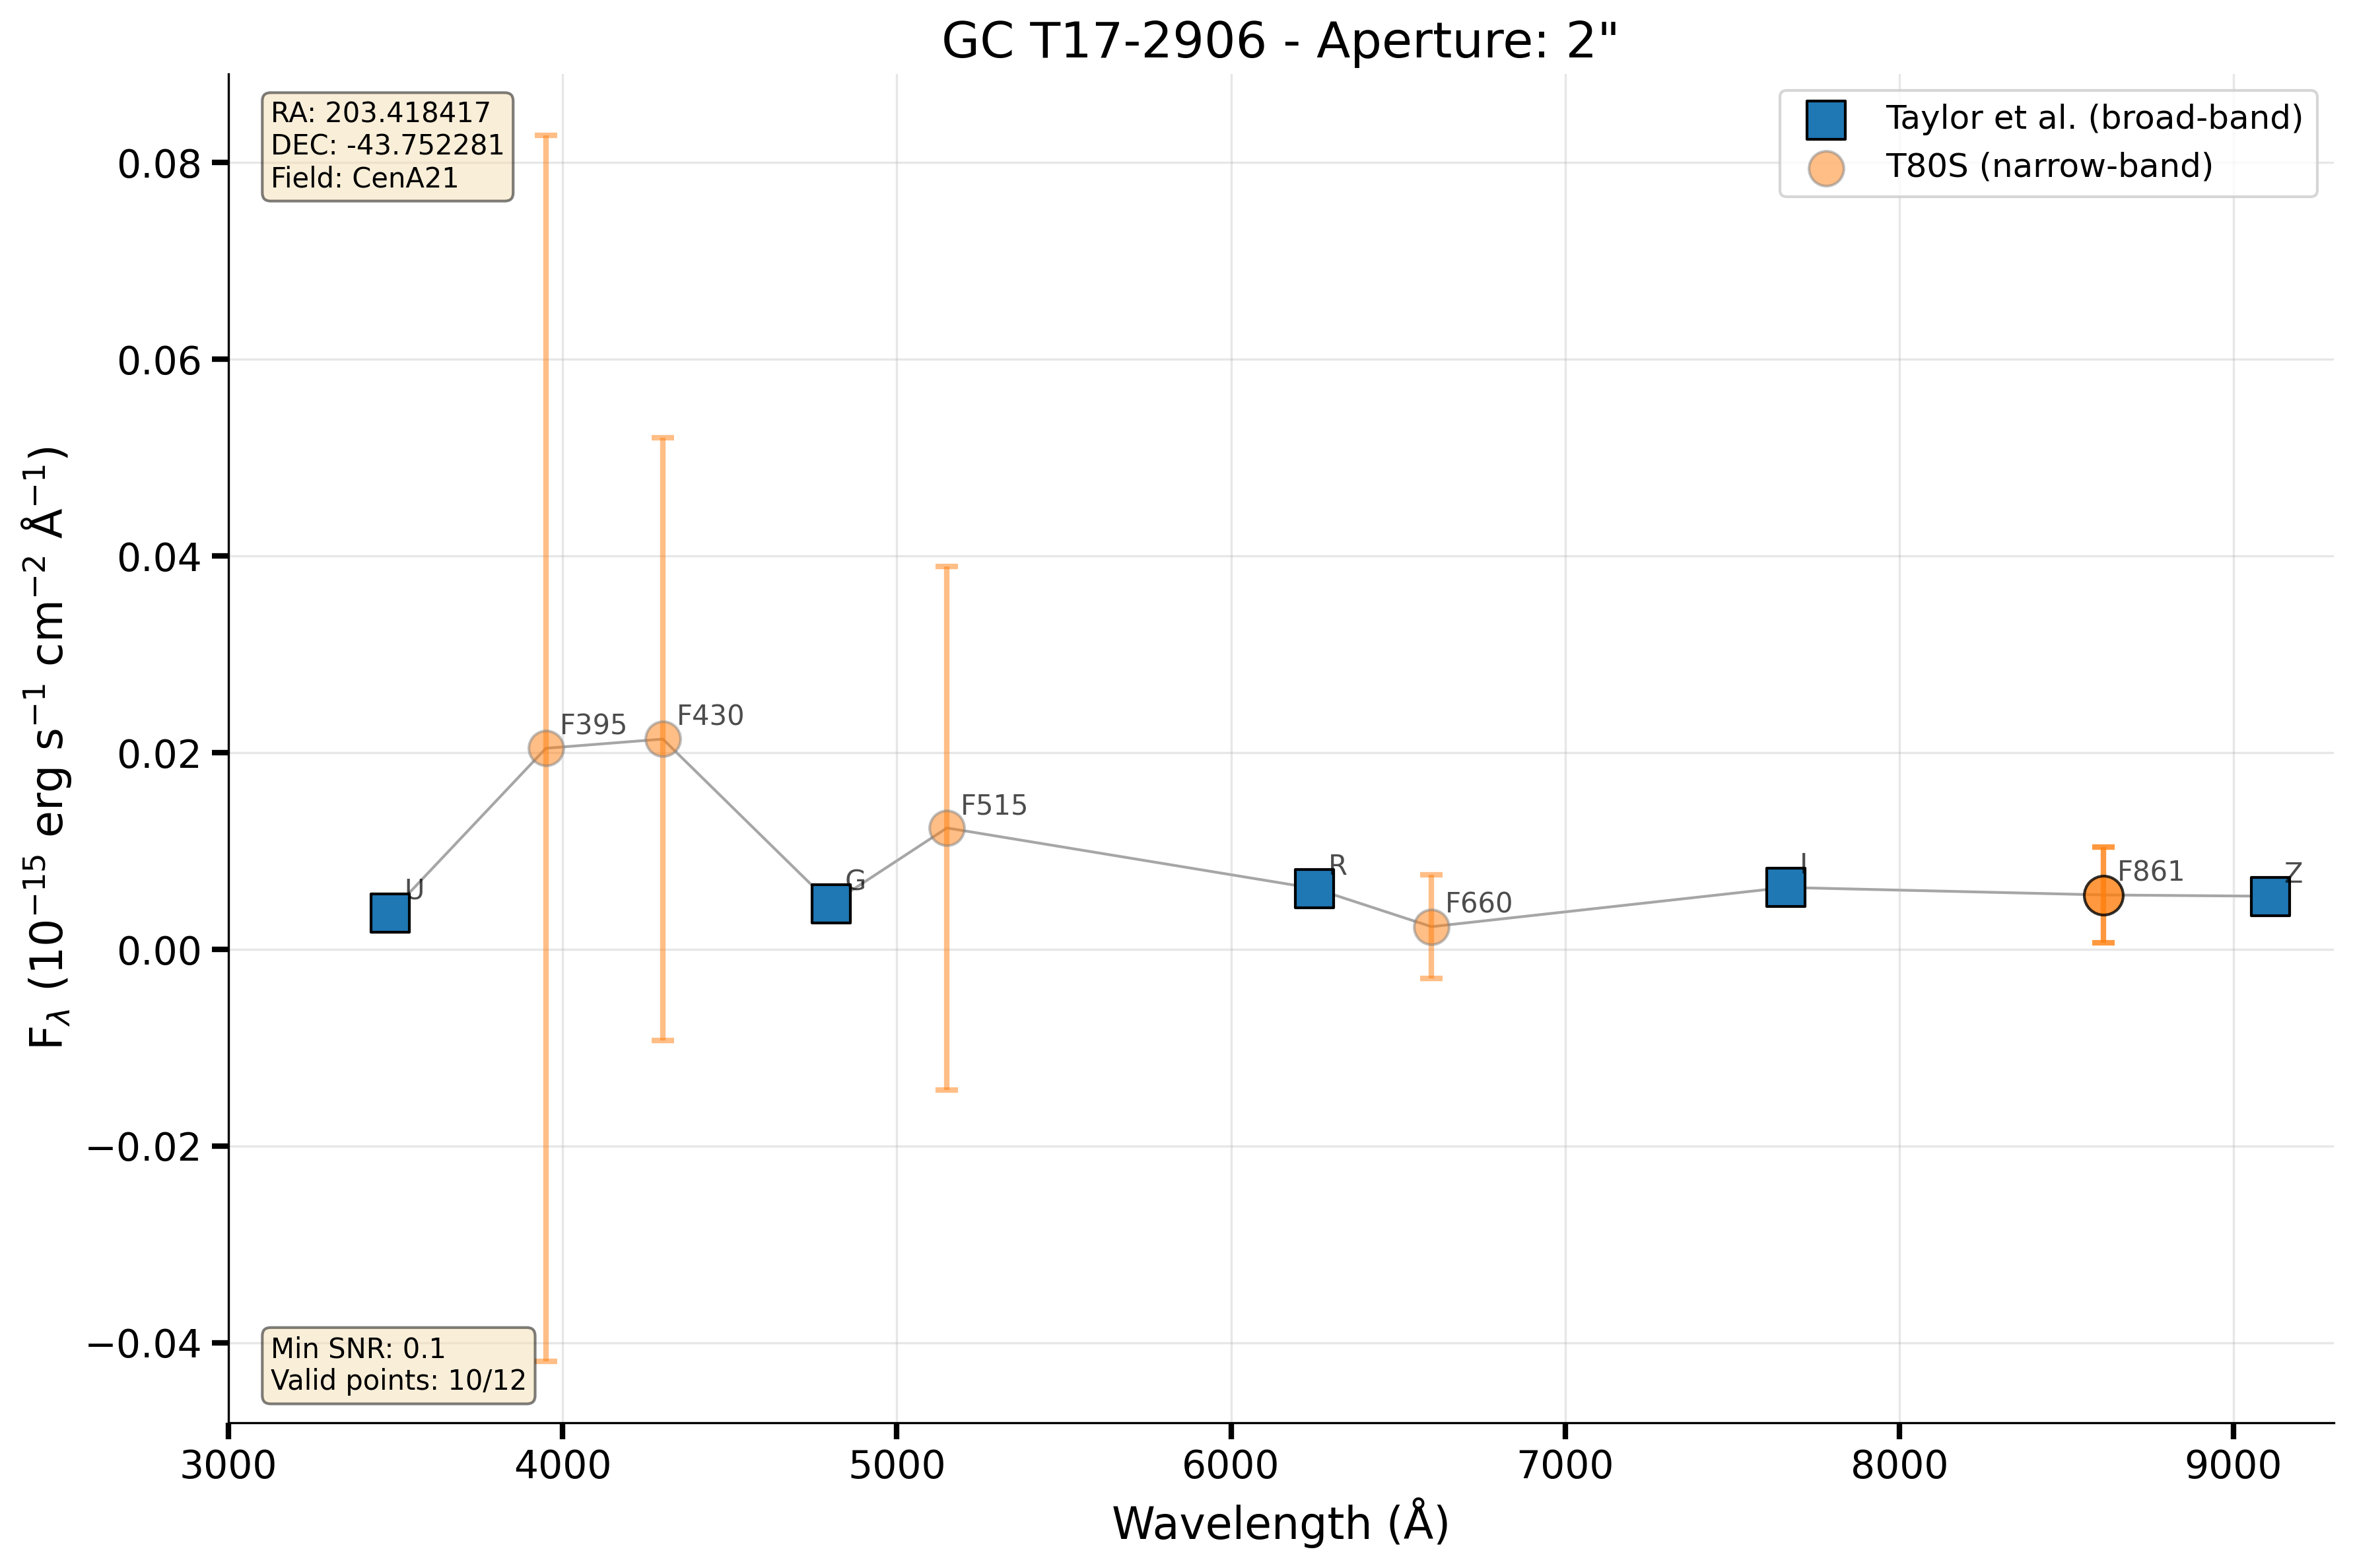 GC T17-2906 - Aperture: 2"
RA: 203.418417
DEC: -43.752281
Field: CenA21
Taylor et al. (broad-band)
T80S (narrow-band)
F_λ (10⁻¹⁵ erg s⁻¹ cm⁻² Å⁻¹)
0.08
0.06
0.04
0.02
0.00
−0.02
−0.04
U
F395
F430
G
F515
R
F660
I
F861
Z
Min SNR: 0.1
Valid points: 10/12
3000 4000 5000 6000 7000 8000 9000
Wavelength (Å)